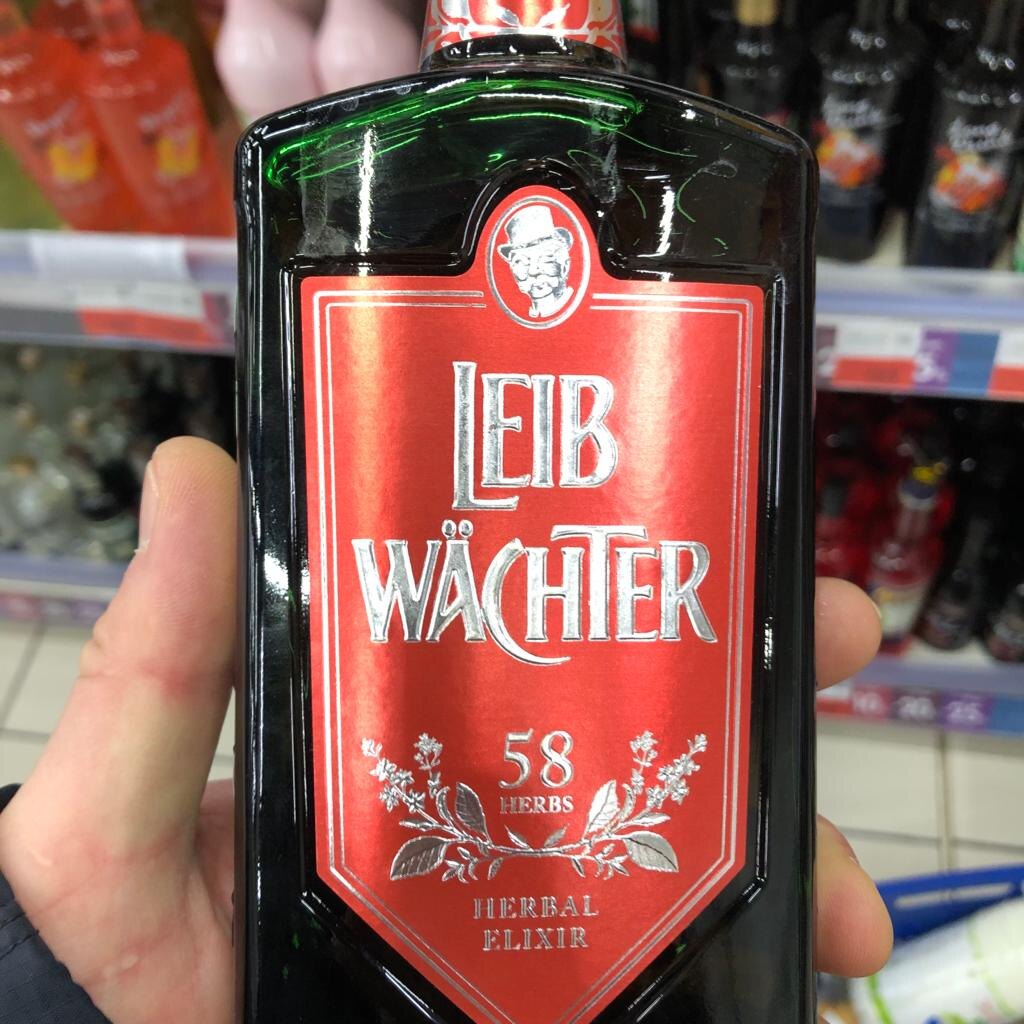 LEIB
WÄCHTER
58
HERBS
HERBAL
ELIXIR